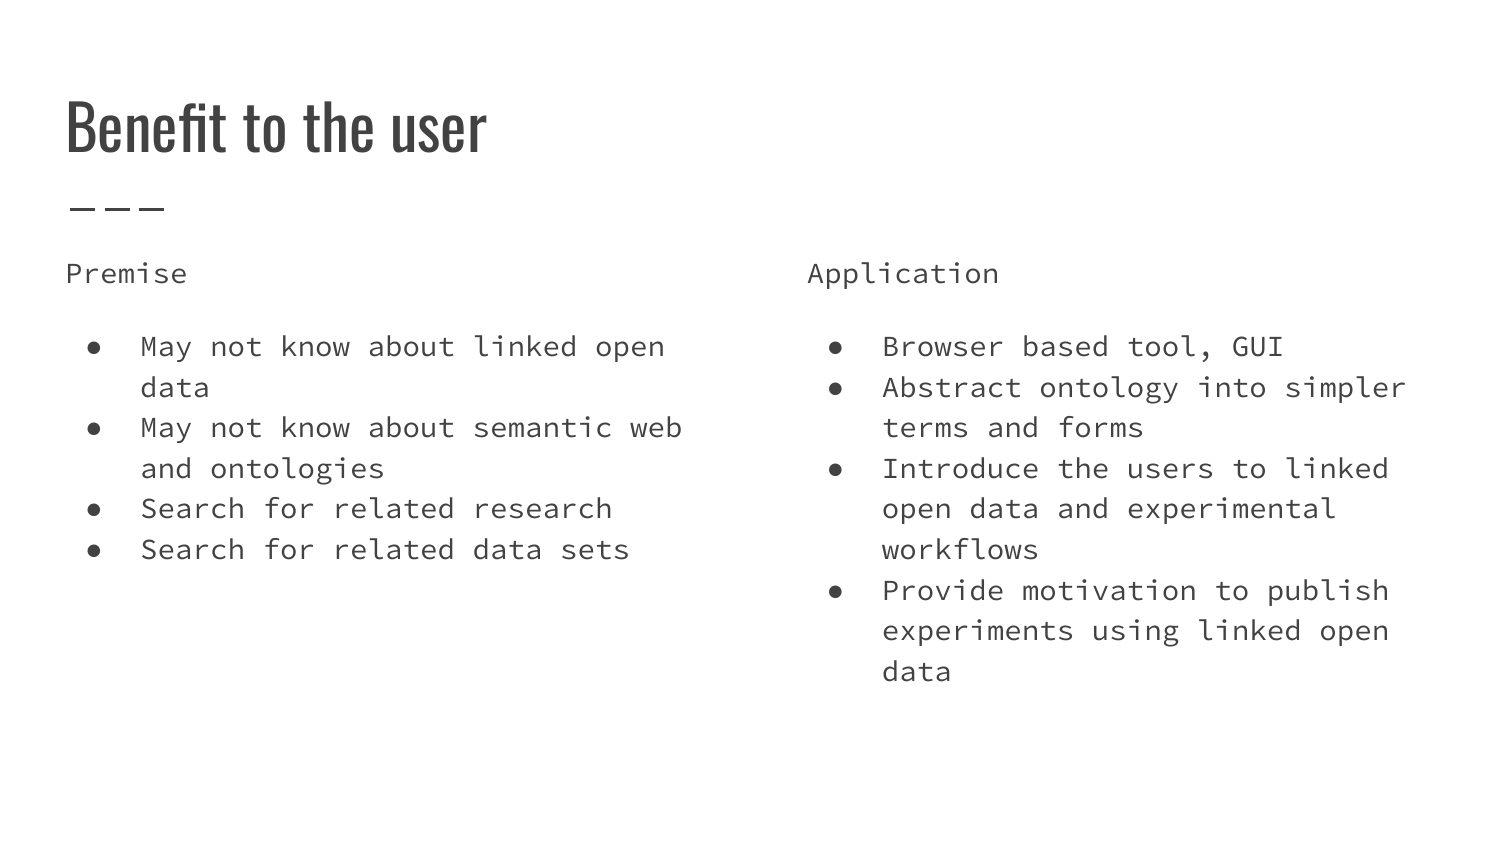 Benefit to the user
Premise
● May not know about linked open
data
● May not know about semantic web
and ontologies
● Search for related research
● Search for related data sets
Application
● Browser based tool, GUI
● Abstract ontology into simpler
terms and forms
● Introduce the users to linked
open data and experimental
workflows
● Provide motivation to publish
experiments using linked open
data